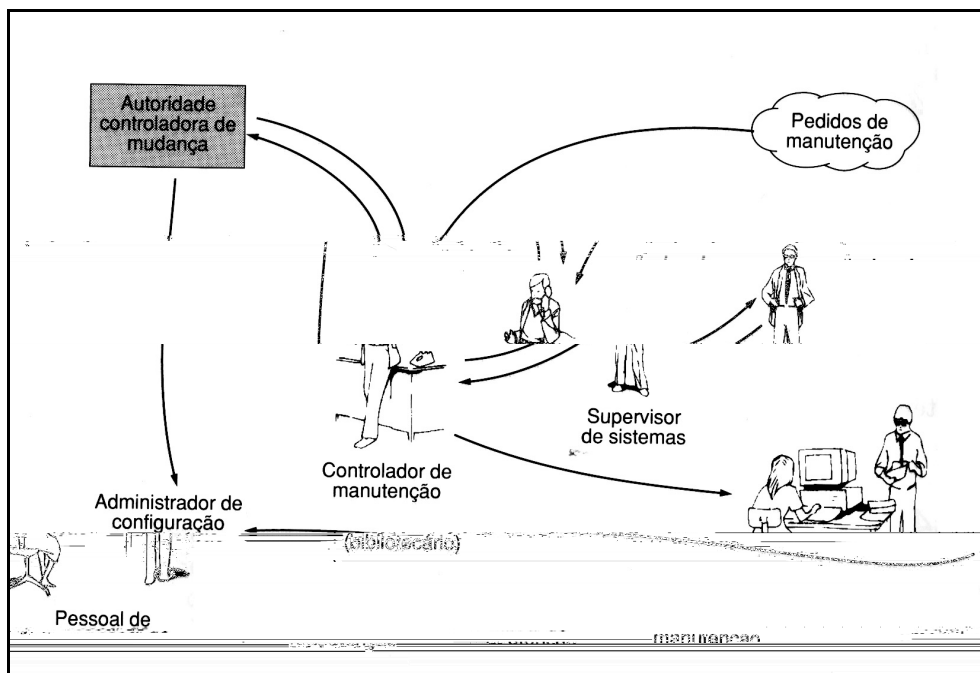 Autoridade
controladora de
mudança
Pedidos de
manutenção
Supervisor
de sistemas
Controlador de
manutenção
Administrador de
configuração
(bibliotecário)
Pessoal de
manutenção